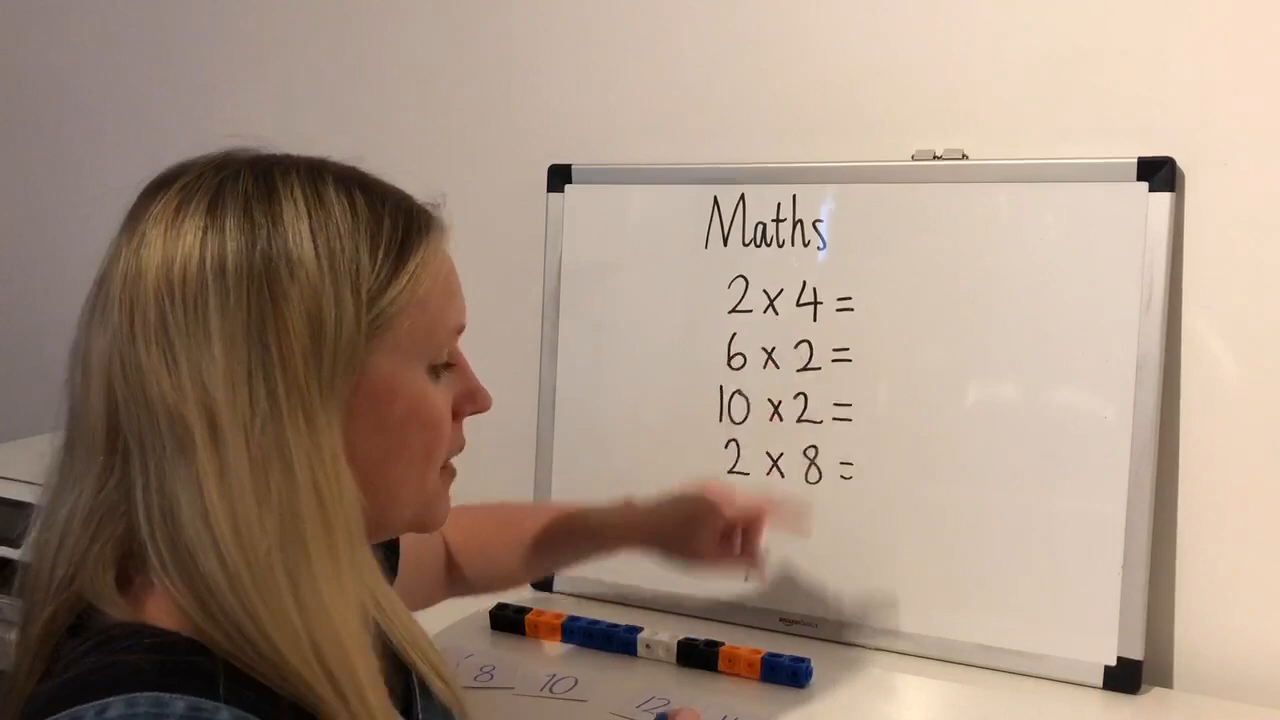 Maths
2 x 4 =
6 x 2 =
10 x 2 =
2 x 8 =
8 10 12